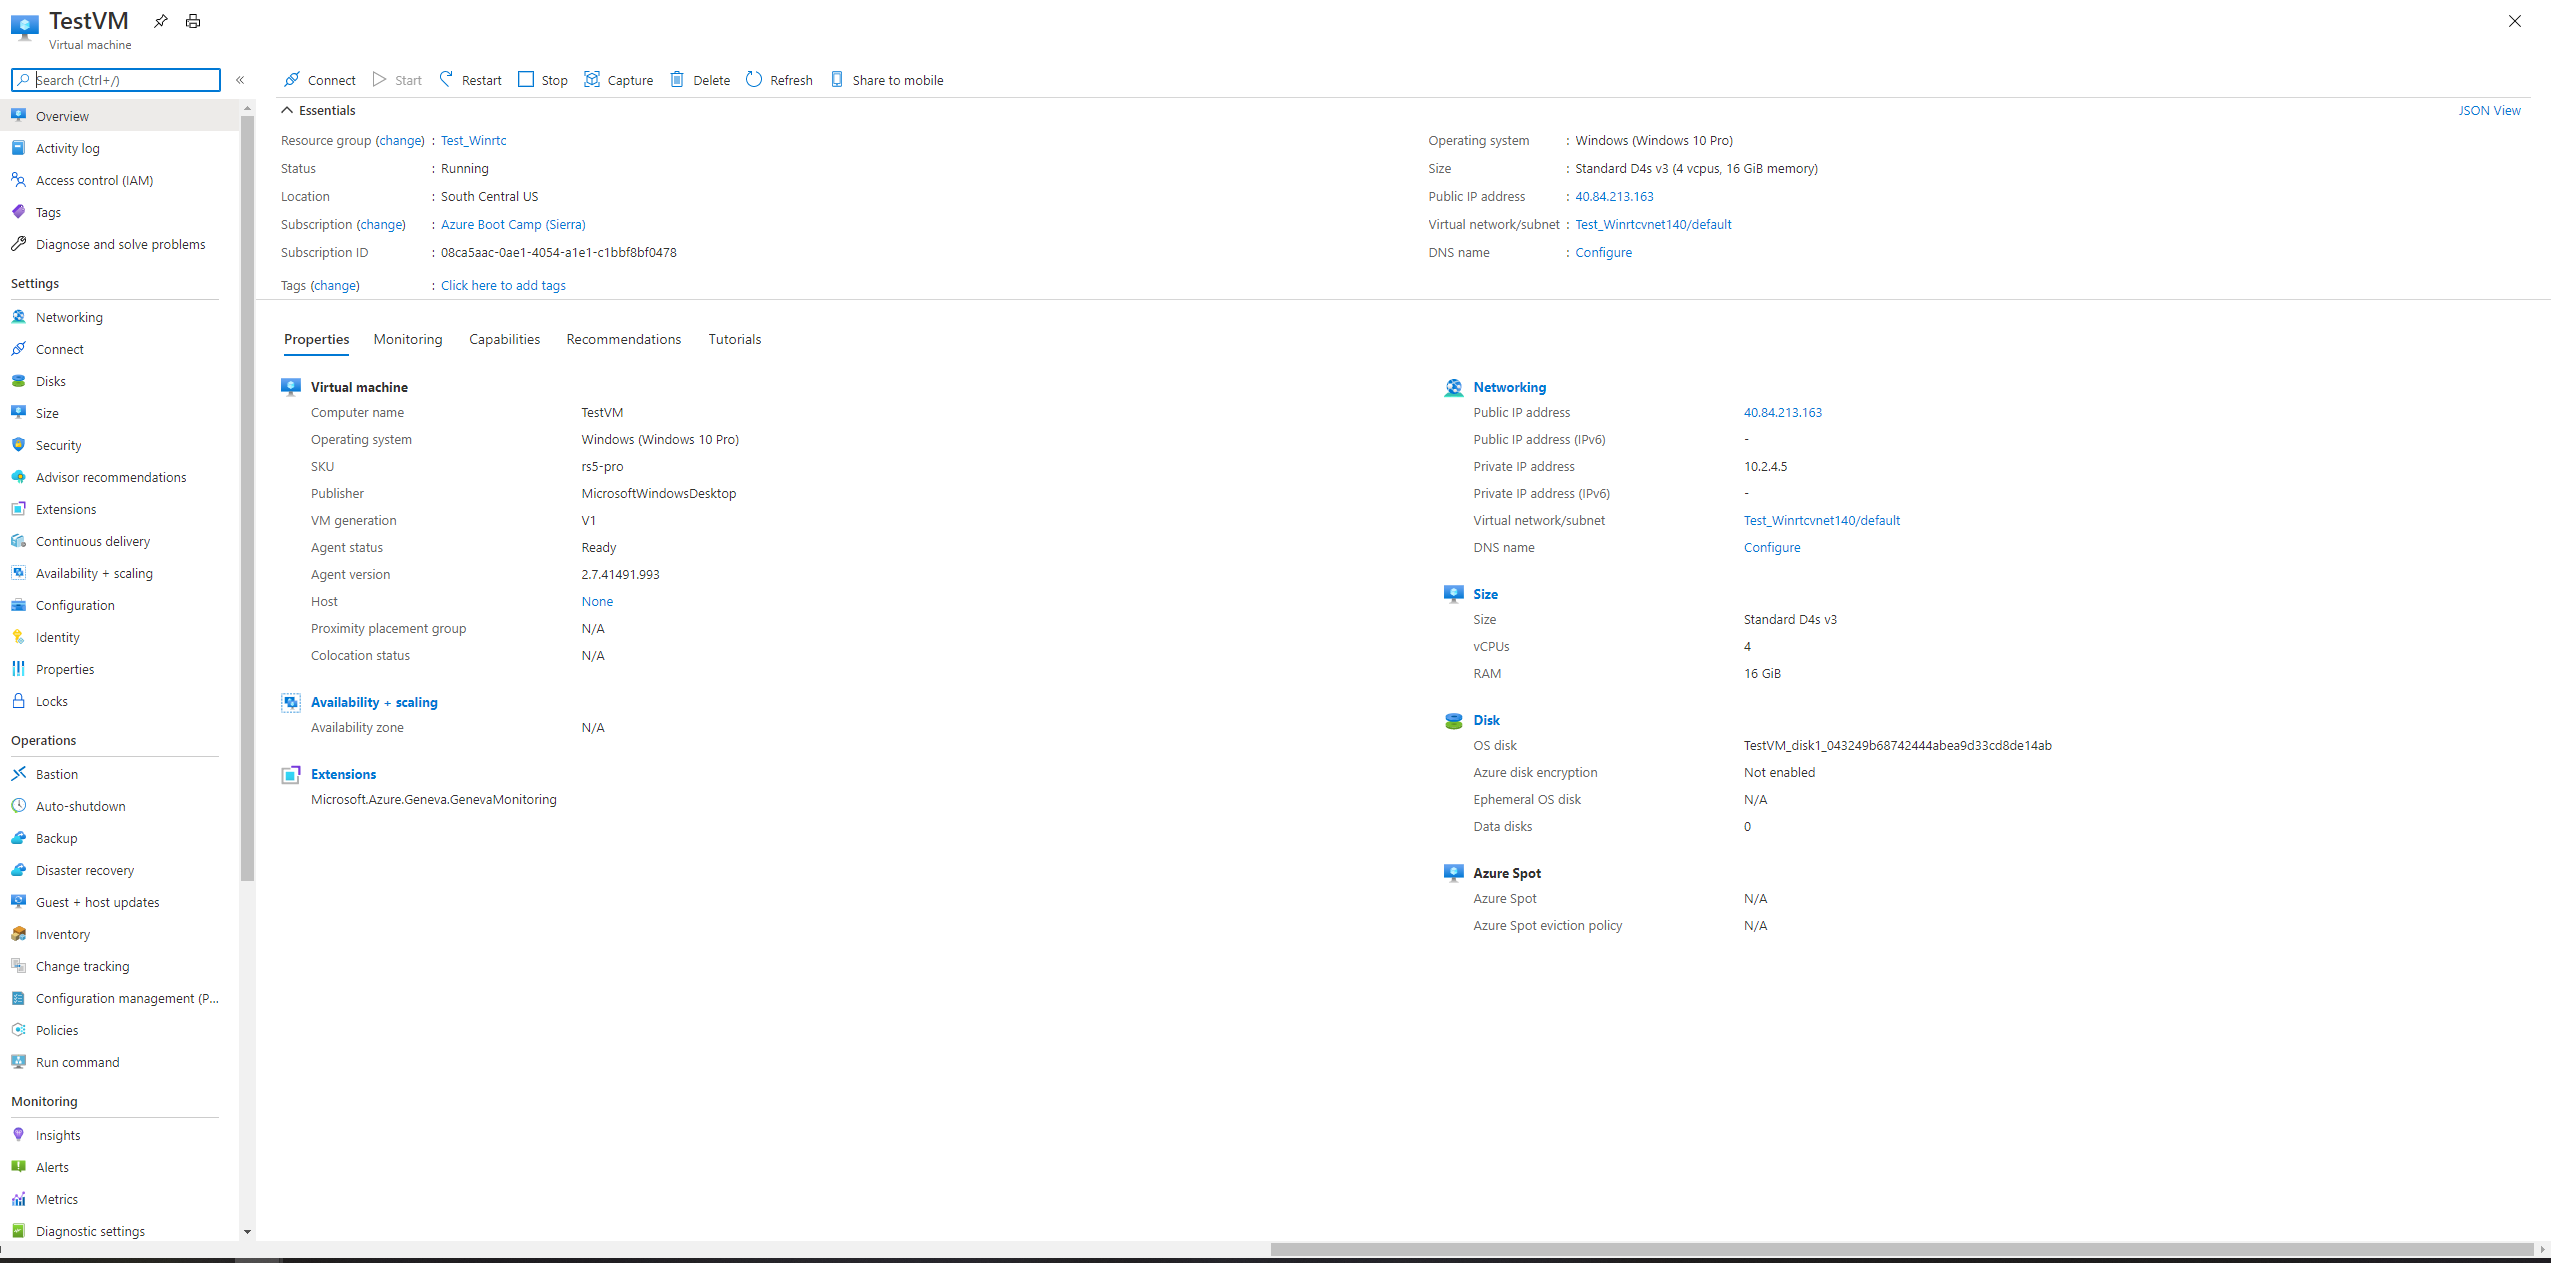 TestVM
Virtual machine
Search (Ctrl+/)
«
Overview
Activity log
Access control (IAM)
Tags
Diagnose and solve problems
Settings
Networking
Connect
Disks
Size
Security
Advisor recommendations
Extensions
Continuous delivery
Availability + scaling
Configuration
Identity
Properties
Locks
Operations
Bastion
Auto-shutdown
Backup
Disaster recovery
Guest + host updates
Inventory
Change tracking
Configuration management (P...
Policies
Run command
Monitoring
Insights
Alerts
Metrics
Diagnostic settings
Connect Start Restart Stop Capture Delete Refresh Share to mobile
Essentials
JSON View
Resource group (change) : Test_Winrtc
Status : Running
Location : South Central US
Subscription (change) : Azure Boot Camp (Sierra)
Subscription ID : 08ca5aac-0ae1-4054-a1e1-c1bbf8bf0478
Tags (change) : Click here to add tags
Operating system : Windows (Windows 10 Pro)
Size : Standard D4s v3 (4 vcpus, 16 GiB memory)
Public IP address : 40.84.213.163
Virtual network/subnet : Test_Winrtcvnet140/default
DNS name : Configure
Properties Monitoring Capabilities Recommendations Tutorials
Virtual machine
Computer name TestVM
Operating system Windows (Windows 10 Pro)
SKU rs5-pro
Publisher MicrosoftWindowsDesktop
VM generation V1
Agent status Ready
Agent version 2.7.41491.993
Host None
Proximity placement group N/A
Colocation status N/A
Availability + scaling
Availability zone N/A
Extensions
Microsoft.Azure.Geneva.GenevaMonitoring
Networking
Public IP address 40.84.213.163
Public IP address (IPv6) -
Private IP address 10.2.4.5
Private IP address (IPv6) -
Virtual network/subnet Test_Winrtcvnet140/default
DNS name Configure
Size
Size Standard D4s v3
vCPUs 4
RAM 16 GiB
Disk
OS disk TestVM_disk1_043249b68742444abea9d33cd8de14ab
Azure disk encryption Not enabled
Ephemeral OS disk N/A
Data disks 0
Azure Spot
Azure Spot N/A
Azure Spot eviction policy N/A